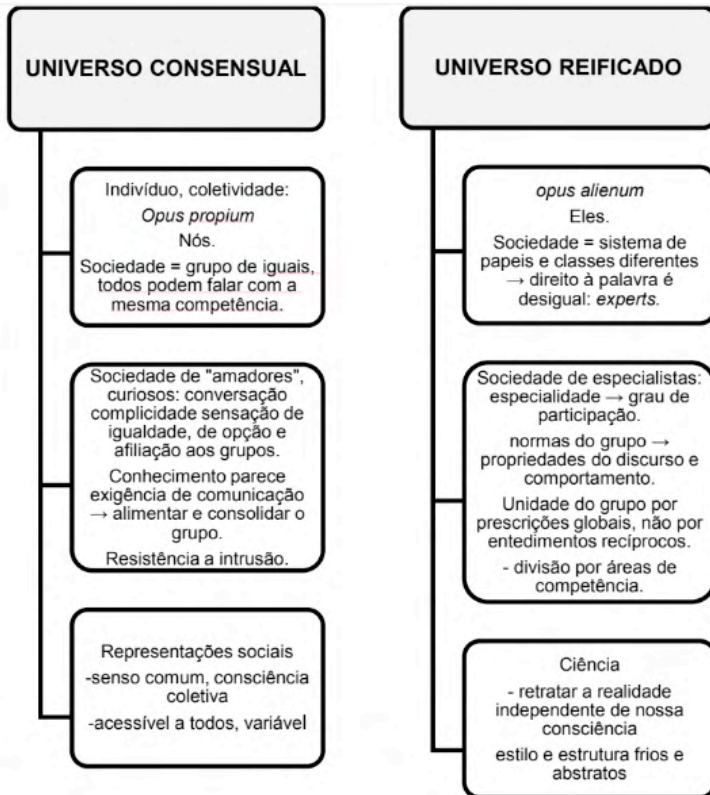 UNIVERSO CONSENSUAL
Indivíduo, coletividade:
Opus propium
Nós.
Sociedade = grupo de iguais,
todos podem falar com a
mesma competência.
Sociedade de "amadores",
curiosos: conversação
complicidade sensação de
igualdade, de opção e
afiliação aos grupos.
Conhecimento parece
exigência de comunicação
→ alimentar e consolidar o
grupo.
Resistência a intrusão.
Representações sociais
-senso comum, consciência
coletiva
-acessível a todos, variável
UNIVERSO REIFICADO
opus alienum
Eles.
Sociedade = sistema de
papeis e classes diferentes
→ direito à palavra é
desigual: experts.
Sociedade de especialistas:
especialidade → grau de
participação.
normas do grupo →
propriedades do discurso e
comportamento.
Unidade do grupo por
prescrições globais, não por
entedimentos recíprocos.
- divisão por áreas de
competência.
Ciência
- retratar a realidade
independente de nossa
consciência
estilo e estrutura frios e
abstratos